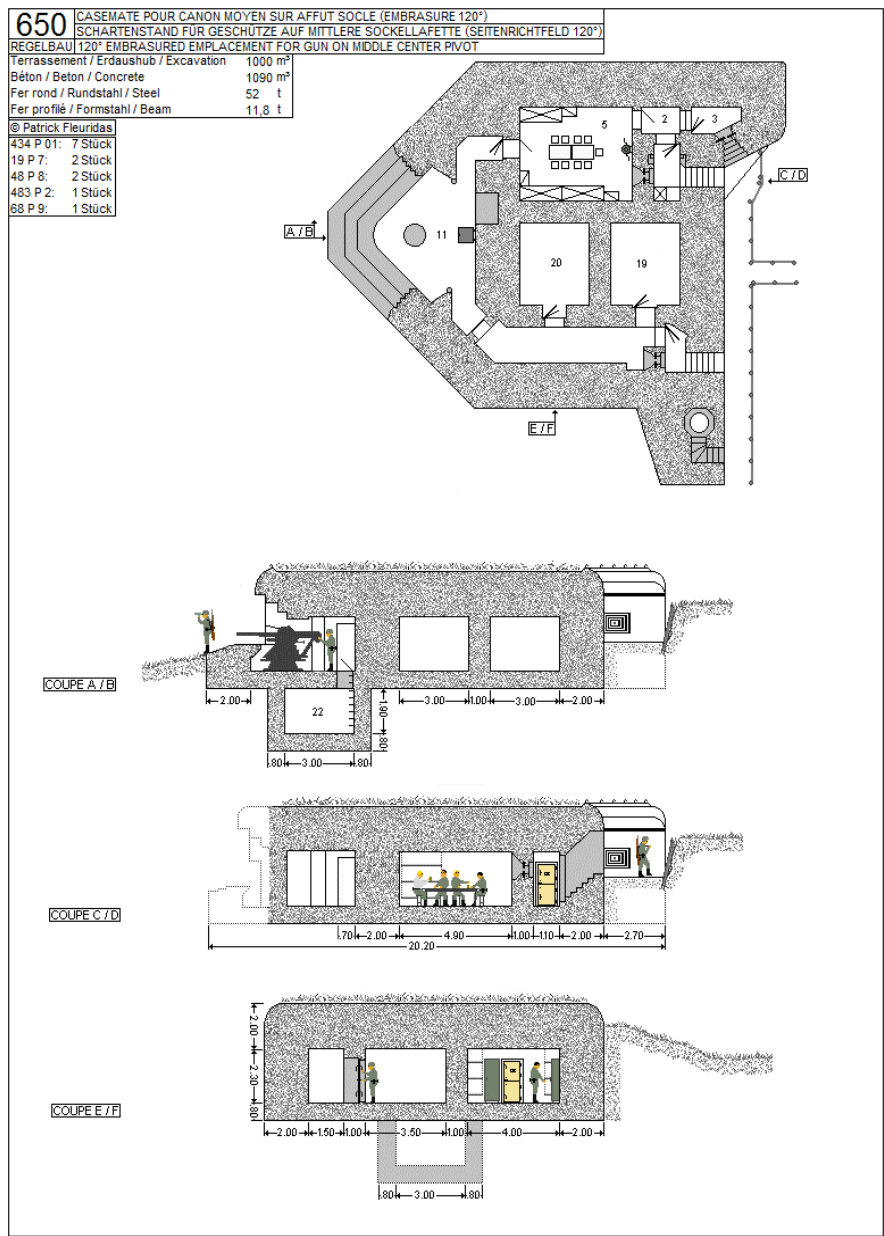 650
CASEMATE POUR CANON MOYEN SUR AFFUT SOCLE (EMBRASURE 120°)
SCHARTENSTAND FÜR GESCHÜTZE AUF MITTLERE SOCKELLAFETTE (SEITENRICHTFELD 120°)
REGELBAU 120° EMBRASURED EMPLACEMENT FOR GUN ON MIDDLE CENTER PIVOT
Terrassement / Erdaushub / Excavation 1000 m³
Béton / Beton / Concrete 1090 m³
Fer rond / Rundstahl / Steel 52 t
Fer profilé / Formstahl / Beam 11,8 t
© Patrick Fleuridas
434 P 01: 7 Stück
19 P 7: 2 Stück
48 P 8: 2 Stück
483 P 2: 1 Stück
68 P 9: 1 Stück
5 2 3
C / D
A / B
11
20 19
E / F
COUPE A / B
2.00 3.00 1.00 3.00 2.00
22
1.90
.80
.80 3.00 .80
COUPE C / D
.70 2.00 4.90 1.00 1.10 2.00 2.70
20.20
2.00
2.30
.80
COUPE E / F
2.00 1.50 1.00 3.50 1.00 4.00 2.00
.80 3.00 .80